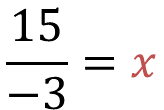 15
/
-3 = x